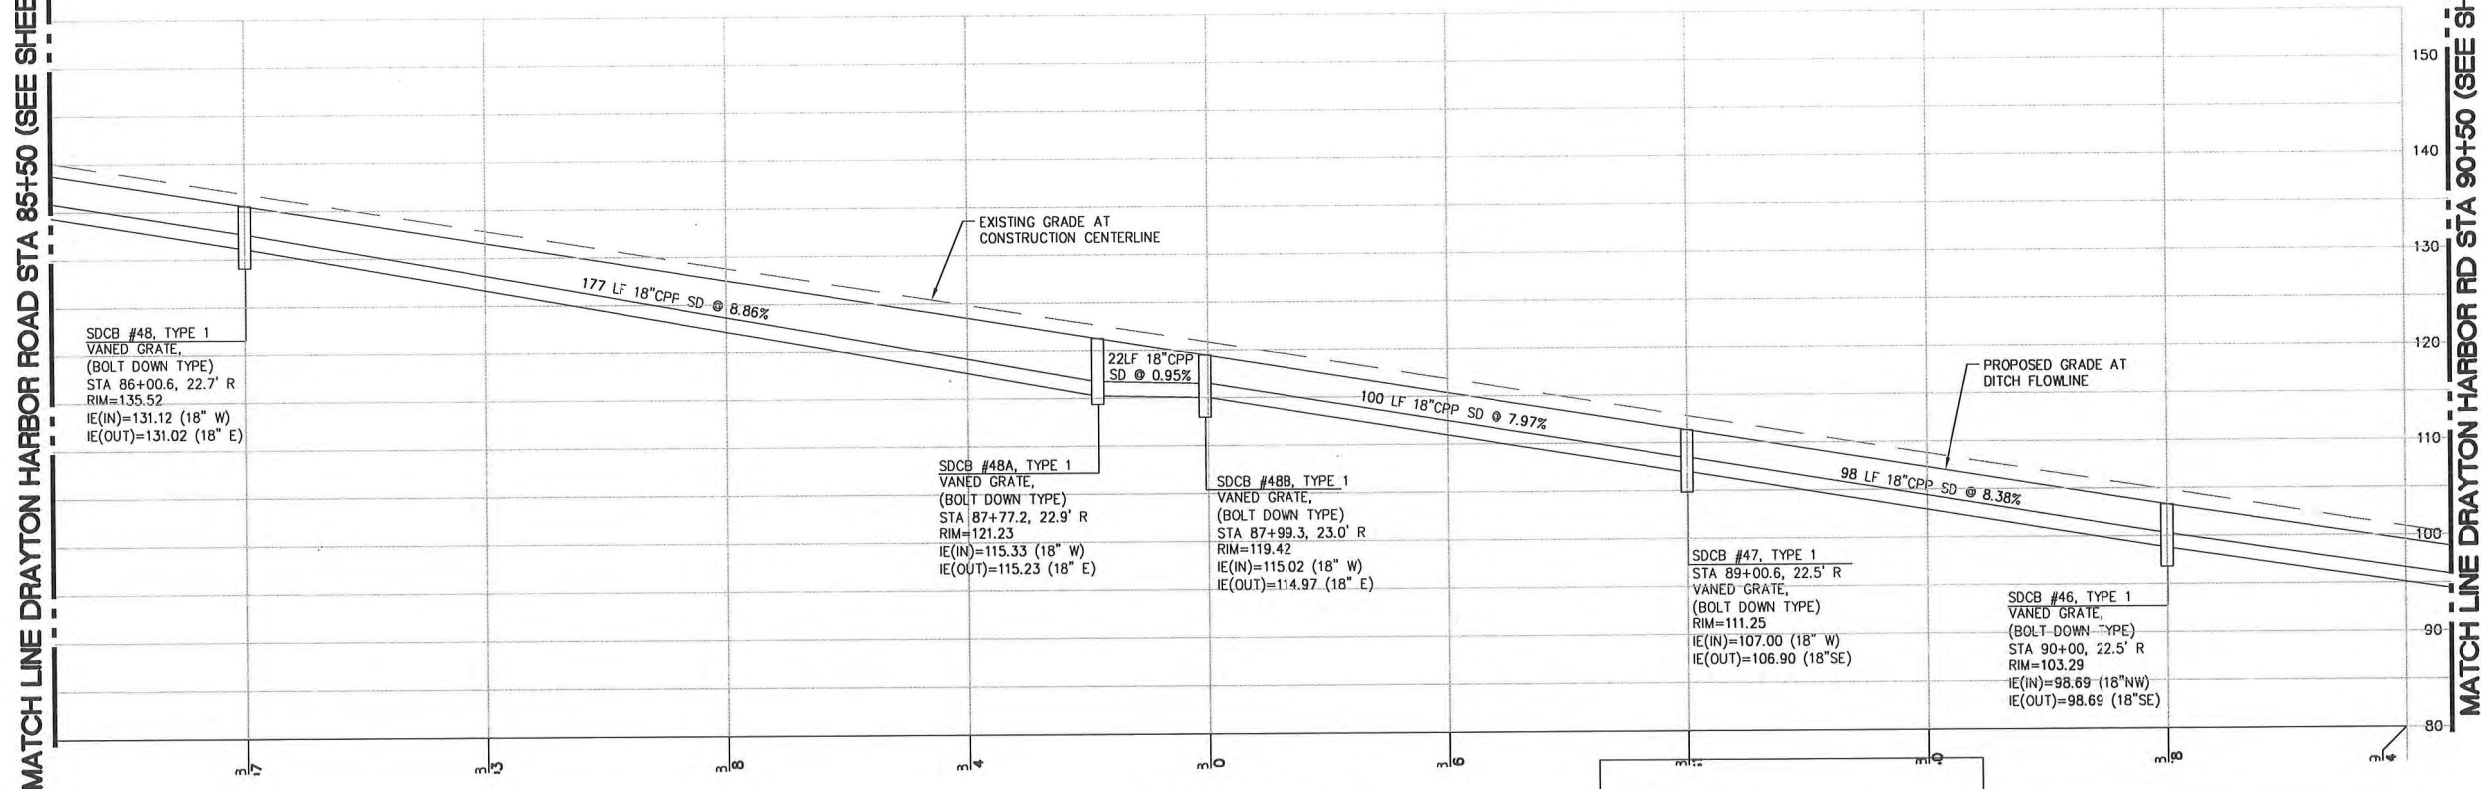 MATCH LINE DRAYTON HARBOR ROAD STA 85+50 (SEE SHEE
150
140
130
120
110
100
90
80
EXISTING GRADE AT
CONSTRUCTION CENTERLINE
177 LF 18"CPP SD @ 8.86%
SDCB #48, TYPE 1
VANED GRATE,
(BOLT DOWN TYPE)
STA 86+00.6, 22.7' R
RIM=135.52
IE(IN)=131.12 (18" W)
IE(OUT)=131.02 (18" E)
22LF 18"CPP
SD @ 0.95%
PROPOSED GRADE AT
DITCH FLOWLINE
100 LF 18"CPP SD @ 7.97%
SDCB #48A, TYPE 1
VANED GRATE,
(BOLT DOWN TYPE)
STA 87+77.2, 22.9' R
RIM=121.23
IE(IN)=115.33 (18" W)
IE(OUT)=115.23 (18" E)
SDCB #48B, TYPE 1
VANED GRATE,
(BOLT DOWN TYPE)
STA 87+99.3, 23.0' R
RIM=119.42
IE(IN)=115.02 (18" W)
IE(OUT)=114.97 (18" E)
98 LF 18"CPP SD @ 8.38%
SDCB #47, TYPE 1
STA 89+00.6, 22.5' R
VANED GRATE,
(BOLT DOWN TYPE)
RIM=111.25
IE(IN)=107.00 (18" W)
IE(OUT)=106.90 (18"SE)
SDCB #46, TYPE 1
VANED GRATE,
(BOLT DOWN TYPE)
STA 90+00, 22.5' R
RIM=103.29
IE(IN)=98.69 (18"NW)
IE(OUT)=98.69 (18"SE)
MATCH LINE DRAYTON HARBOR RD STA 90+50 (SEE SH